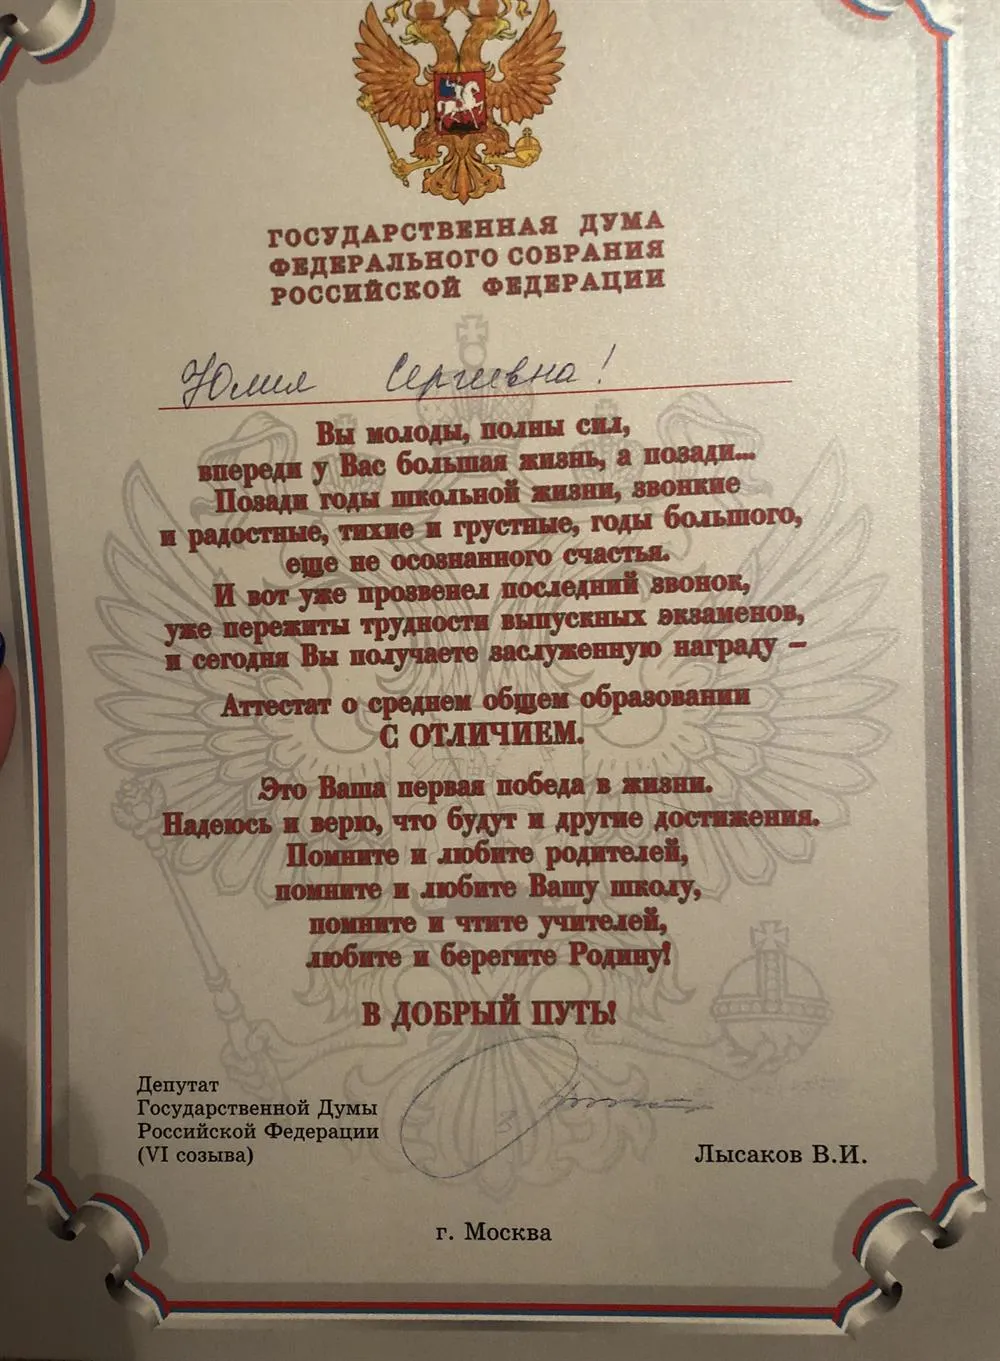 ГОСУДАРСТВЕННАЯ ДУМА
ФЕДЕРАЛЬНОГО СОБРАНИЯ
РОССИЙСКОЙ ФЕДЕРАЦИИ
Юлия Сергеевна!
Вы молоды, полны сил,
впереди у Вас большая жизнь, а позади...
Позади годы школьной жизни, звонкие
и радостные, тихие и грустные, годы большого,
еще не осознанного счастья.
И вот уже прозвенел последний звонок,
уже пережиты трудности выпускных экзаменов,
и сегодня Вы получаете заслуженную награду –
Аттестат о среднем общем образовании
С ОТЛИЧИЕМ.
Это Ваша первая победа в жизни.
Надеюсь и верю, что будут и другие достижения.
Помните и любите родителей,
помните и любите Вашу школу,
помните и чтите учителей,
любите и берегите Родину!
В ДОБРЫЙ ПУТЬ!
Депутат
Государственной Думы
Российской Федерации
(VI созыва)
Лысаков В.И.
г. Москва